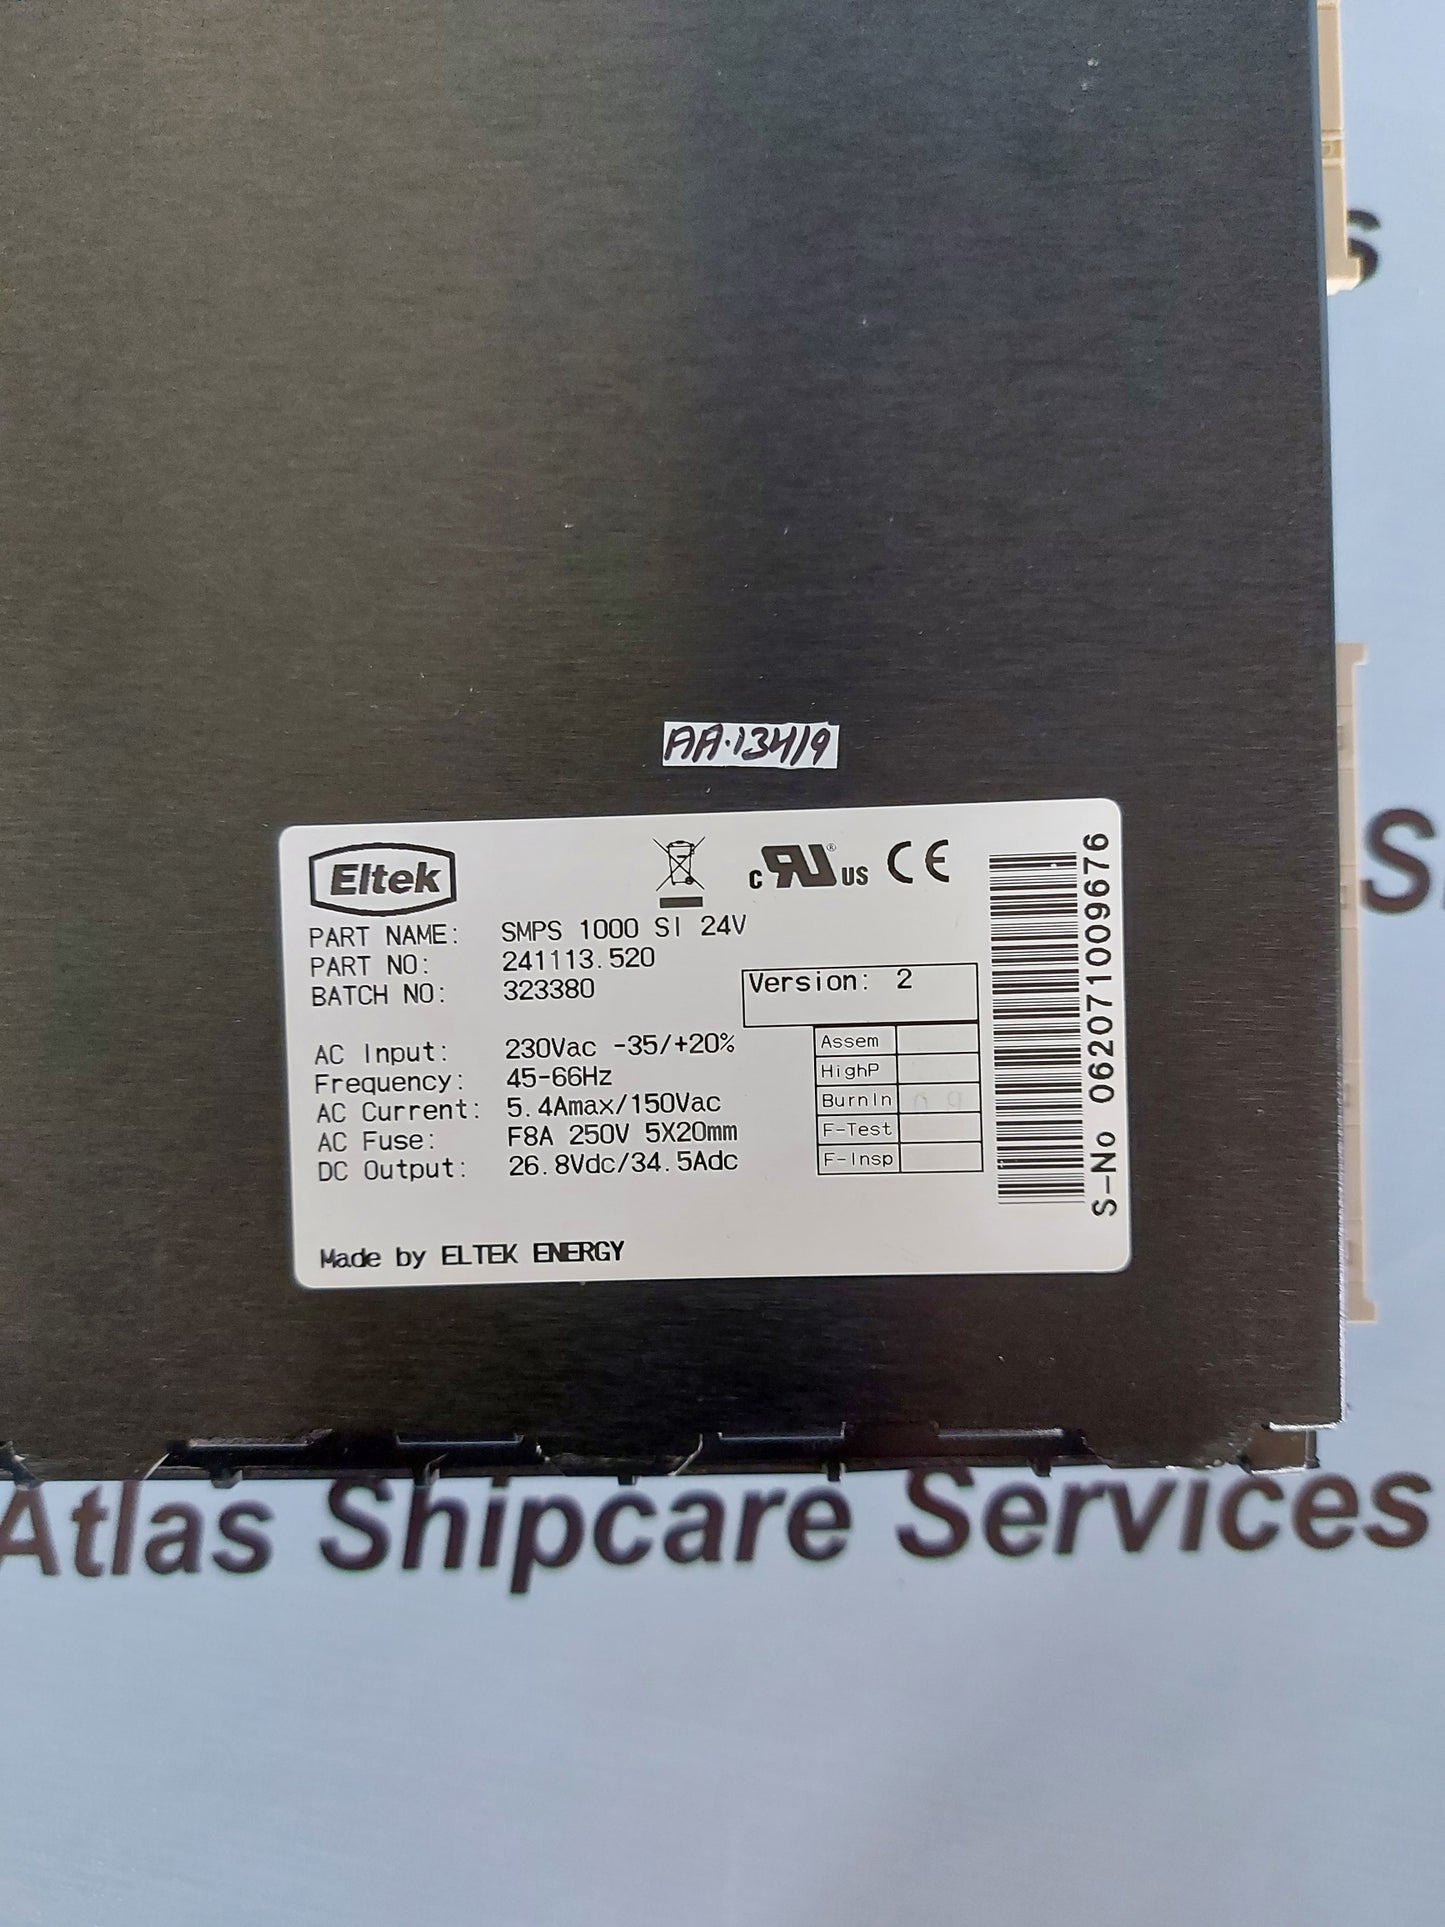 AA.13419
Eltek
c RU® US CE
PART NAME: SMPS 1000 SI 24V
PART NO: 241113.520
BATCH NO: 323380
Version: 2
AC Input: 230Vac -35/+20%
Frequency: 45-66Hz
AC Current: 5.4Amax/150Vac
AC Fuse: F8A 250V 5X20mm
DC Output: 26.8Vdc/34.5Adc
Assem
HighP
BurnIn
F-Test
F-Insp
Made by ELTEK ENERGY
S-No 062071009676
Atlas Shipcare Services